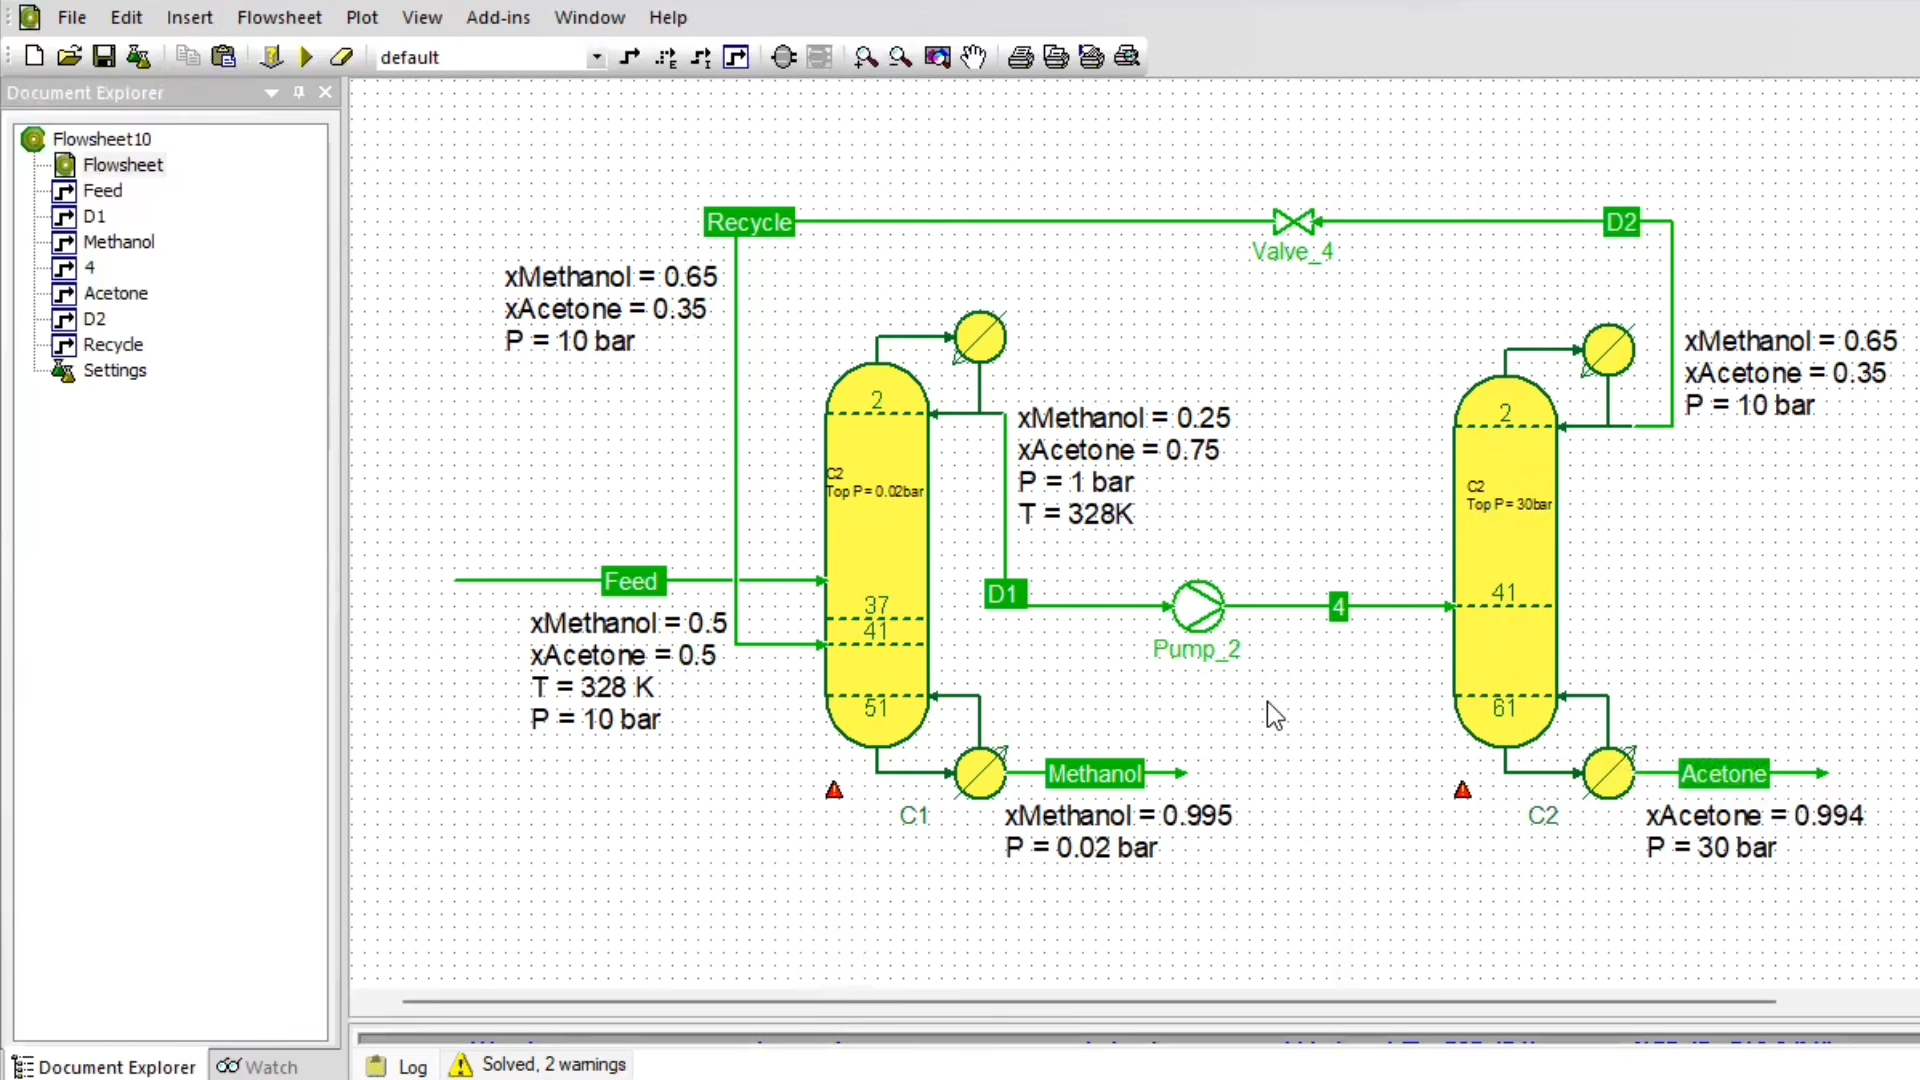 File Edit Insert Flowsheet Plot View Add-ins Window Help
default
Document Explorer
Flowsheet10
Flowsheet
Feed
D1
Methanol
4
Acetone
D2
Recycle
Settings
Recycle
Valve_4
D2
xMethanol = 0.65
xAcetone = 0.35
P = 10 bar
2
C2
Top P = 0.02bar
37
41
51
xMethanol = 0.25
xAcetone = 0.75
P = 1 bar
T = 328K
Feed
xMethanol = 0.5
xAcetone = 0.5
T = 328 K
P = 10 bar
D1
Pump_2
4
C1
Methanol
xMethanol = 0.995
P = 0.02 bar
xMethanol = 0.65
xAcetone = 0.35
P = 10 bar
2
C2
Top P = 30bar
41
61
C2
Acetone
xAcetone = 0.994
P = 30 bar
Document Explorer Watch
Log Solved, 2 warnings